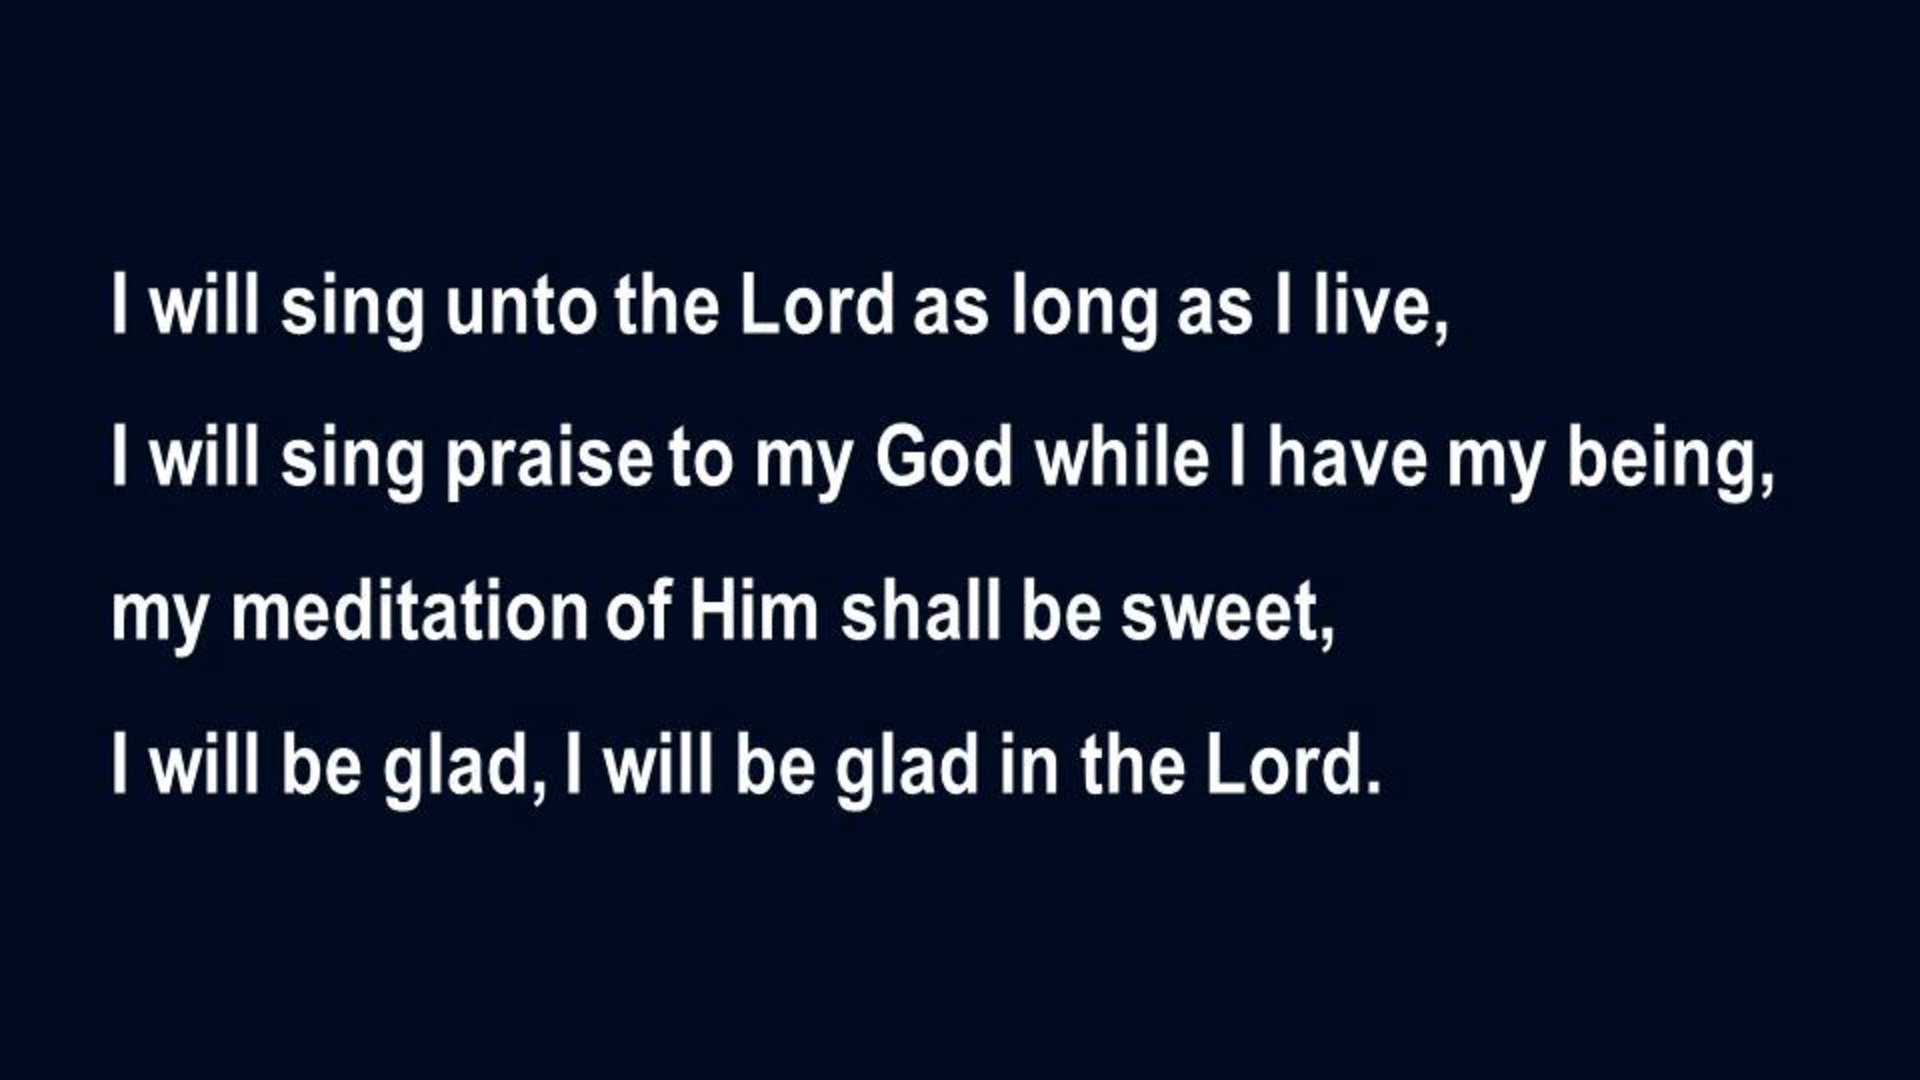 I will sing unto the Lord as long as I live,
I will sing praise to my God while I have my being,
my meditation of Him shall be sweet,
I will be glad, I will be glad in the Lord.